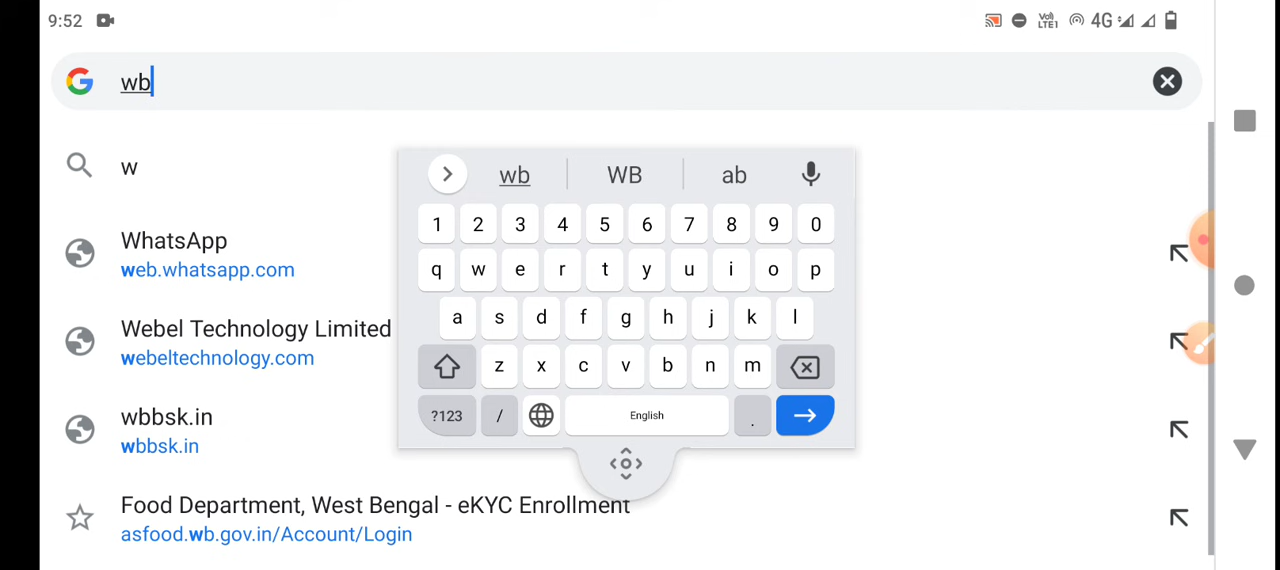 9:52
Vo)) LTE1 4G
wb
w
WhatsApp
web.whatsapp.com
Webel Technology Limited
webeltechnology.com
wbbsk.in
wbbsk.in
Food Department, West Bengal - eKYC Enrollment
asfood.wb.gov.in/Account/Login
wb WB ab
1 2 3 4 5 6 7 8 9 0
q w e r t y u i o p
a s d f g h j k l
z x c v b n m
?123 / English .